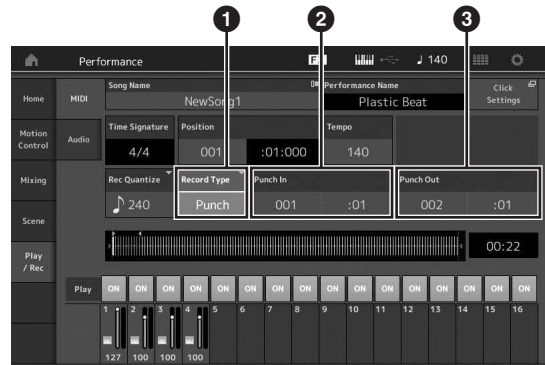 1 2 3
Performance FX 140
Home MIDI Song Name Performance Name Click
NewSong1 Plastic Beat Settings
Motion
Control Audio Time Signature Position Tempo
4/4 001 :01:000 140
Mixing Rec Quantize Record Type Punch In Punch Out
240 Punch 001 :01 002 :01
Scene
Play
/ Rec 00:22
Play ON ON ON ON ON ON ON ON ON ON ON ON ON ON ON ON
1 2 3 4 5 6 7 8 9 10 11 12 13 14 15 16
127 100 100 100